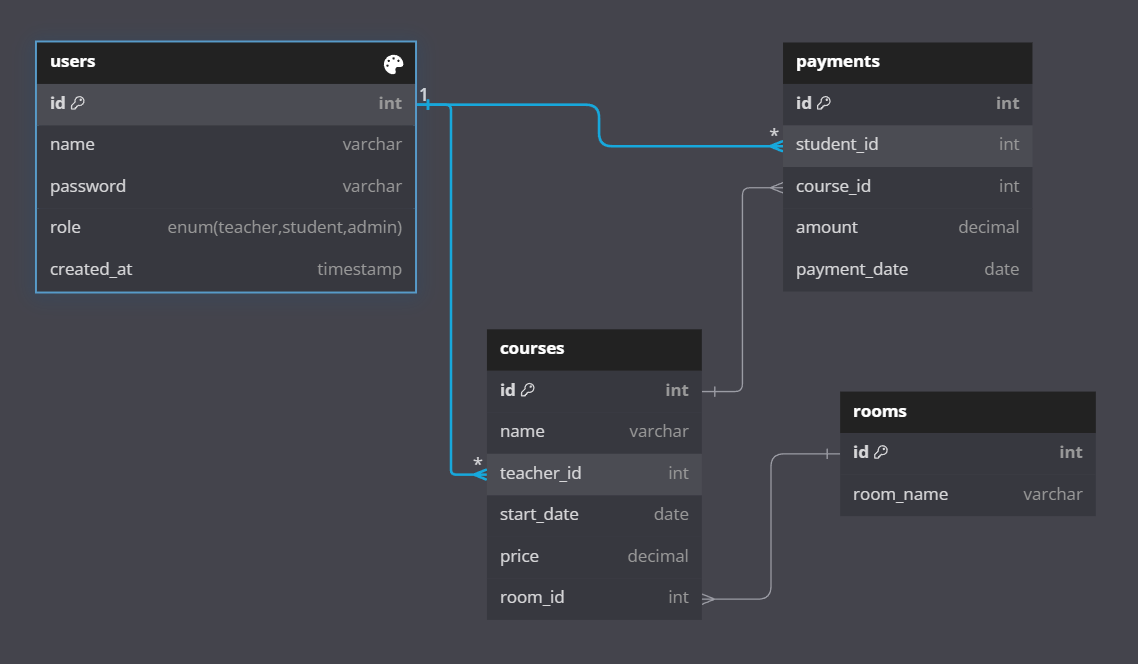 users
id int
name varchar
password varchar
role enum(teacher,student,admin)
created_at timestamp
1
*
payments
id int
student_id int
course_id int
amount decimal
payment_date date
courses
id int
name varchar
*
teacher_id int
start_date date
price decimal
room_id int
rooms
id int
room_name varchar